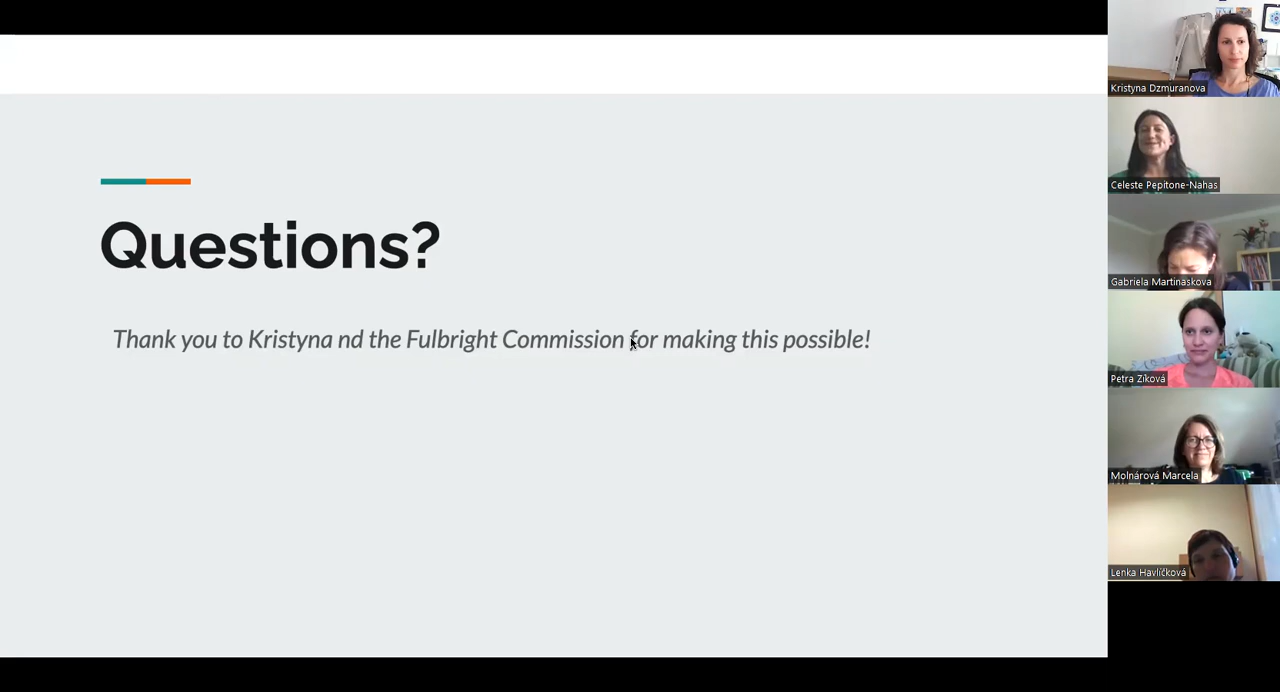 Questions?
Thank you to Kristyna nd the Fulbright Commission for making this possible!
Kristyna Dzmuranova
Celeste Pepitone-Nahas
Gabriela Martinaskova
Petra Zíková
Molnárová Marcela
Lenka Havlíčková